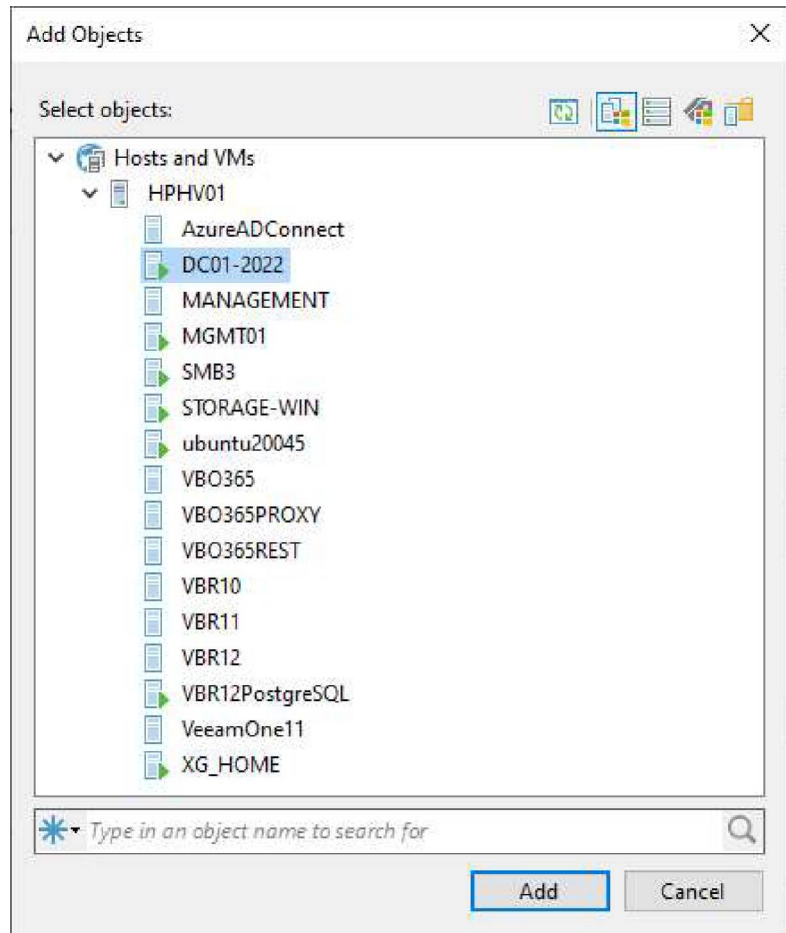 Add Objects
Select objects:
Hosts and VMs
HPHV01
AzureADConnect
DC01-2022
MANAGEMENT
MGMT01
SMB3
STORAGE-WIN
ubuntu20045
VBO365
VBO365PROXY
VBO365REST
VBR10
VBR11
VBR12
VBR12PostgreSQL
VeeamOne11
XG_HOME
Type in an object name to search for
Add Cancel